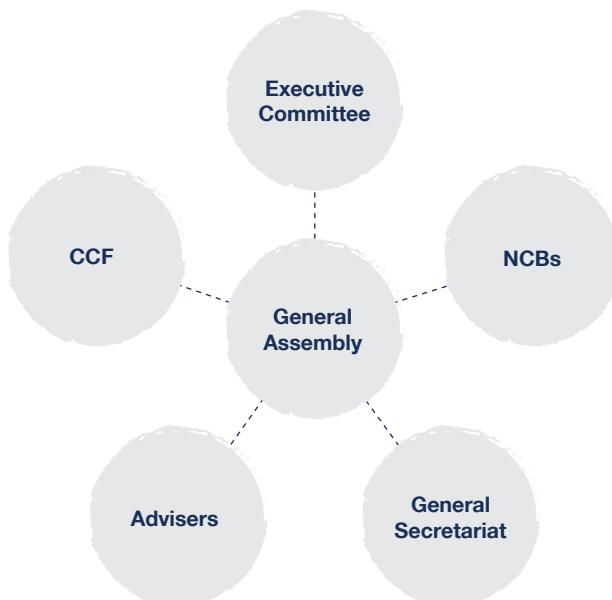 Executive
Committee
CCF
NCBs
General
Assembly
Advisers
General
Secretariat